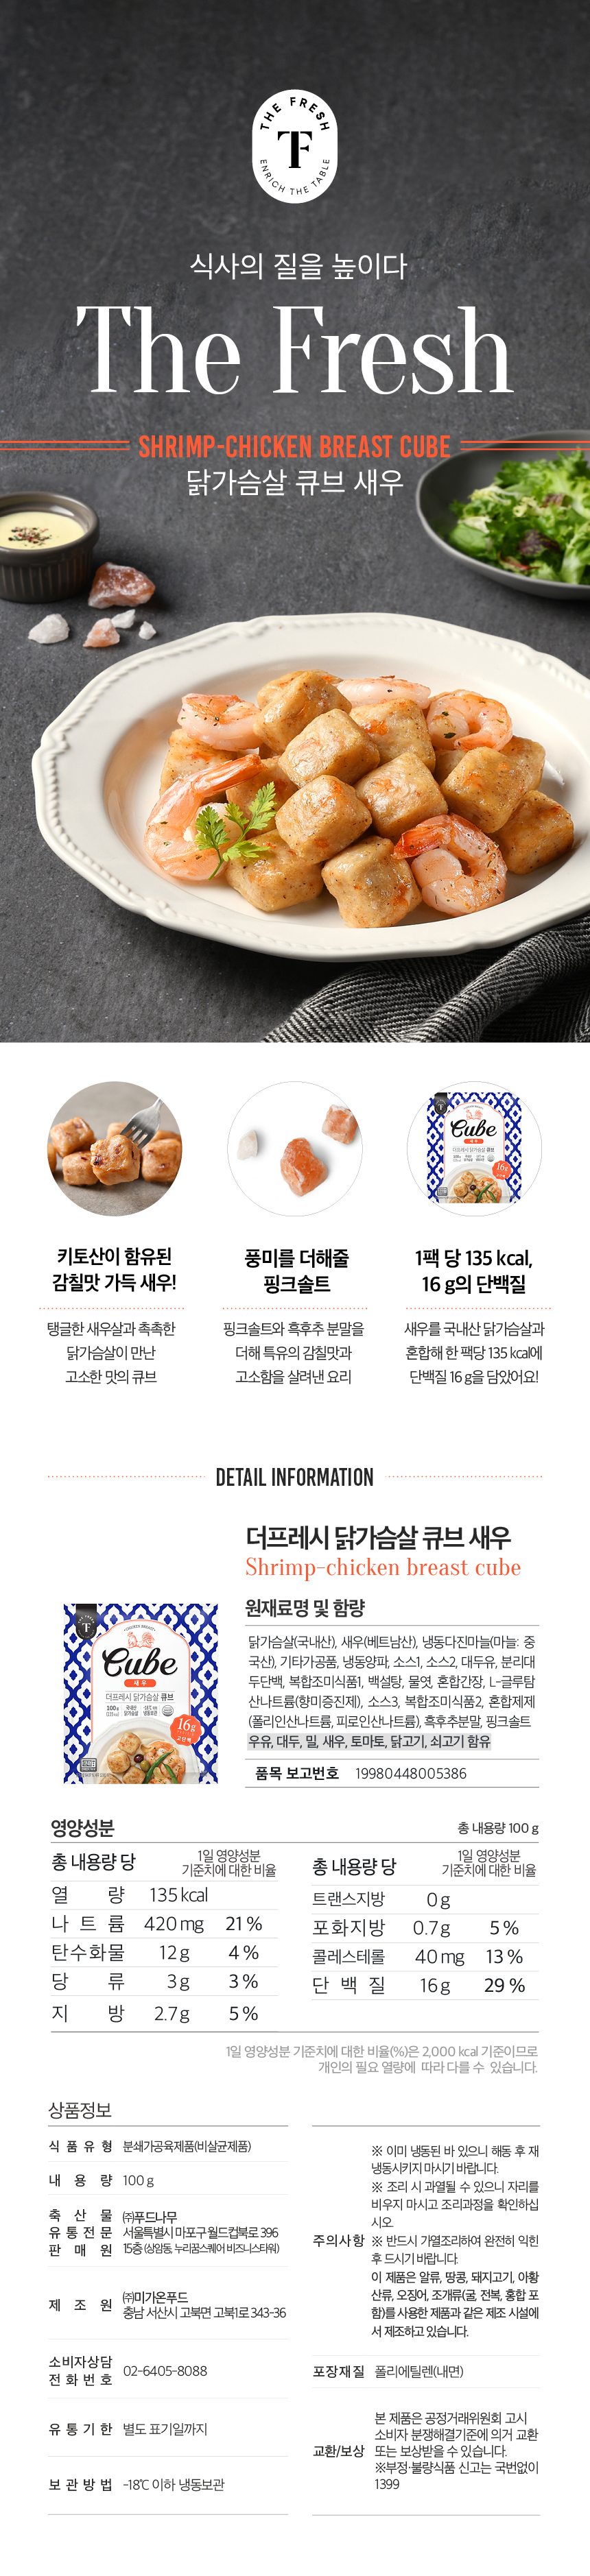 THE FRESH
T
ENRICH THE TABLE
식사의 질을 높이다
The Fresh
SHRIMP-CHICKEN BREAST CUBE
닭가슴살 큐브 새우
Cube
새우
더프레시 닭가슴살 큐브
16g
키토산이 함유된
감칠맛 가득 새우!
탱글한 새우살과 촉촉한
닭가슴살이 만난
고소한 맛의 큐브
풍미를 더해줄
핑크솔트
핑크솔트와 흑후추 분말을
더해 특유의 감칠맛과
고소함을 살려낸 요리
1팩 당 135 kcal,
16 g의 단백질
새우를 국내산 닭가슴살과
혼합해 한 팩당 135 kcal에
단백질 16 g을 담았어요!
DETAIL INFORMATION
더프레시 닭가슴살 큐브 새우
Shrimp-chicken breast cube
원재료명 및 함량
닭가슴살(국내산), 새우(베트남산), 냉동다진마늘(마늘: 중
국산), 기타가공품, 냉동양파, 소스1, 소스2, 대두유, 분리대
두단백, 복합조미식품1, 백설탕, 물엿, 혼합간장, L-글루탐
산나트륨(향미증진제), 소스3, 복합조미식품2, 혼합제제
(폴리인산나트륨, 피로인산나트륨), 흑후추분말, 핑크솔트
우유, 대두, 밀, 새우, 토마토, 닭고기, 쇠고기 함유
품목 보고번호 19980448005386
Cube
새우
더프레시 닭가슴살 큐브
100g
국내산
16g
영양성분
총 내용량 100 g
총 내용량 당 1일 영양성분
기준치에 대한 비율
열 량 135 kcal
나 트 륨 420 mg 21 %
탄수화물 12 g 4 %
당 류 3 g 3 %
지 방 2.7 g 5 %
총 내용량 당 1일 영양성분
기준치에 대한 비율
트랜스지방 0 g
포화지방 0.7 g 5 %
콜레스테롤 40 mg 13 %
단 백 질 16 g 29 %
1일 영양성분 기준치에 대한 비율(%)은 2,000 kcal 기준이므로
개인의 필요 열량에 따라 다를 수 있습니다.
상품정보
식 품 유 형 분쇄가공육제품(비살균제품)
내 용 량 100 g
축 산 물
유 통 전 문
판 매 원
㈜푸드나무
서울특별시 마포구 월드컵북로 396
15층 (상암동, 누리꿈스퀘어 비즈니스타워)
제 조 원
㈜미가온푸드
충남 서산시 고북면 고북1로 343-36
소비자상담
전 화 번 호
02-6405-8088
유 통 기 한 별도 표기일까지
보 관 방 법 -18℃ 이하 냉동보관
주의사항
※ 이미 냉동된 바 있으니 해동 후 재
냉동시키지 마시기 바랍니다.
※ 조리 시 과열될 수 있으니 자리를
비우지 마시고 조리과정을 확인하십
시오.
※ 반드시 가열조리하여 완전히 익힌
후 드시기 바랍니다.
이 제품은 알류, 땅콩, 돼지고기, 아황
산류, 오징어, 조개류(굴, 전복, 홍합 포
함)를 사용한 제품과 같은 제조 시설에
서 제조하고 있습니다.
포장재질 폴리에틸렌(내면)
교환/보상
본 제품은 공정거래위원회 고시
소비자 분쟁해결기준에 의거 교환
또는 보상받을 수 있습니다.
※부정·불량식품 신고는 국번없이
1399